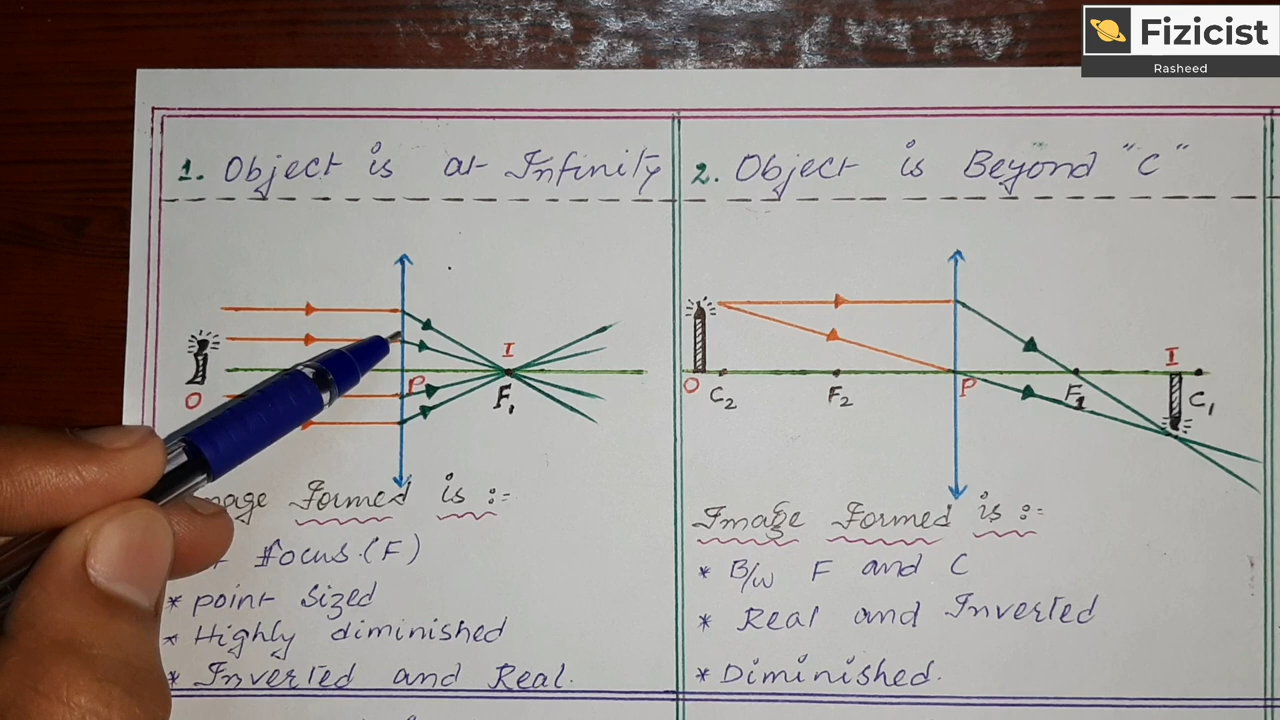 Fizicist
Rasheed
1. Object is at Infinity
I
O
P
F₁
Formed is :-
focus.(F)
* point sized
* Highly diminished
* Inverted and Real.
2. Object is Beyond "C"
I
O C₂ F₂ P F₁ C₁
Image Formed is :-
* B/w F and C
* Real and Inverted
* Diminished.